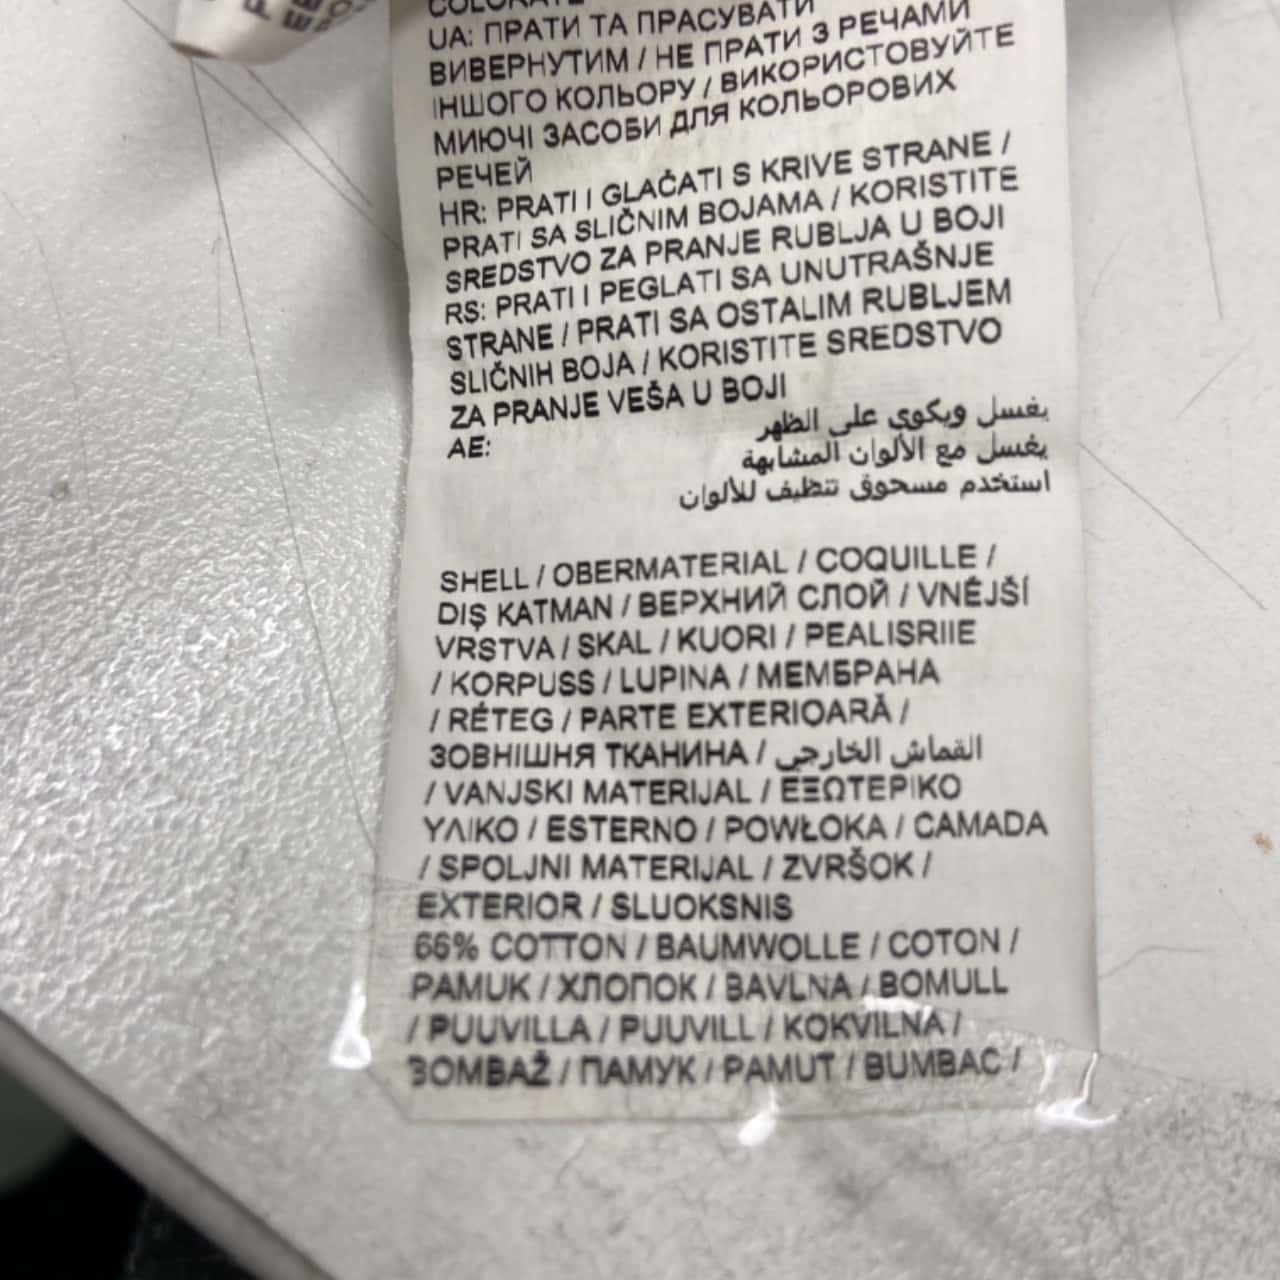 UA: ПРАТИ ТА ПРАСУВАТИ
ВИВЕРНУТИМ / НЕ ПРАТИ З РЕЧАМИ
ІНШОГО КОЛЬОРУ / ВИКОРИСТОВУЙТЕ
МИЮЧІ ЗАСОБИ ДЛЯ КОЛЬОРОВИХ
РЕЧЕЙ
HR: PRATI I GLAČATI S KRIVE STRANE /
PRATI SA SLIČNIM BOJAMA / KORISTITE
SREDSTVO ZA PRANJE RUBLJA U BOJI
RS: PRATI I PEGLATI SA UNUTRAŠNJE
STRANE / PRATI SA OSTALIM RUBLJEM
SLIČNIH BOJA / KORISTITE SREDSTVO
ZA PRANJE VEŠA U BOJI
AE: يغسل ويكوي على الظهر
يغسل مع الألوان المشابهة
استخدم مسحوق تنظيف للألوان
SHELL / OBERMATERIAL / COQUILLE /
DIŞ KATMAN / ВЕРХНИЙ СЛОЙ / VNĚJŠÍ
VRSTVA / SKAL / KUORI / PEALISRIIE
/ KORPUSS / LUPINA / МЕМБРАНА
/ RÉTEG / PARTE EXTERIOARĂ /
ЗОВНІШНЯ ТКАНИНА / القماش الخارجي
/ VANJSKI MATERIJAL / ΕΞΩΤΕΡΙΚΟ
ΥΛΙΚΟ / ESTERNO / POWŁOKA / CAMADA
/ SPOLJNI MATERIJAL / ZVRŠOK /
EXTERIOR / SLUOKSNIS
66% COTTON / BAUMWOLLE / COTON /
PAMUK / ХЛОПОК / BAVLNA / BOMULL
/ PUUVILLA / PUUVILL / KOKVILNA /
BOMBAŽ / ПАМУК / PAMUT / BUMBAC /